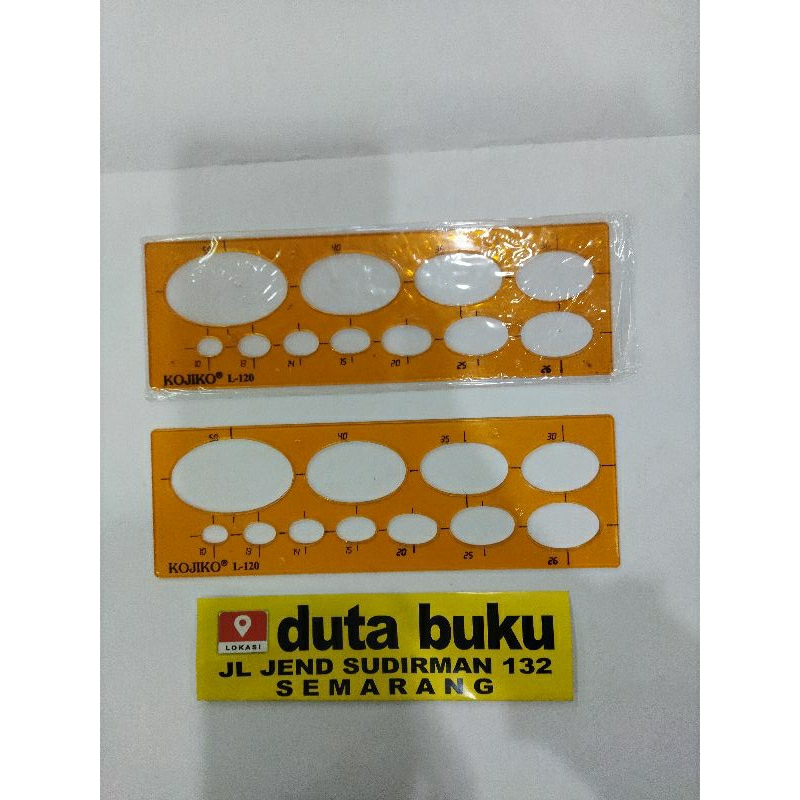 50 40 35
10 13 14 15 20 25 26
KOJIKO® L-120
50 40 35 30
10 13 14 15 20 25 26
KOJIKO® L-120
LOKASI
duta buku
JL JEND SUDIRMAN 132
SEMARANG